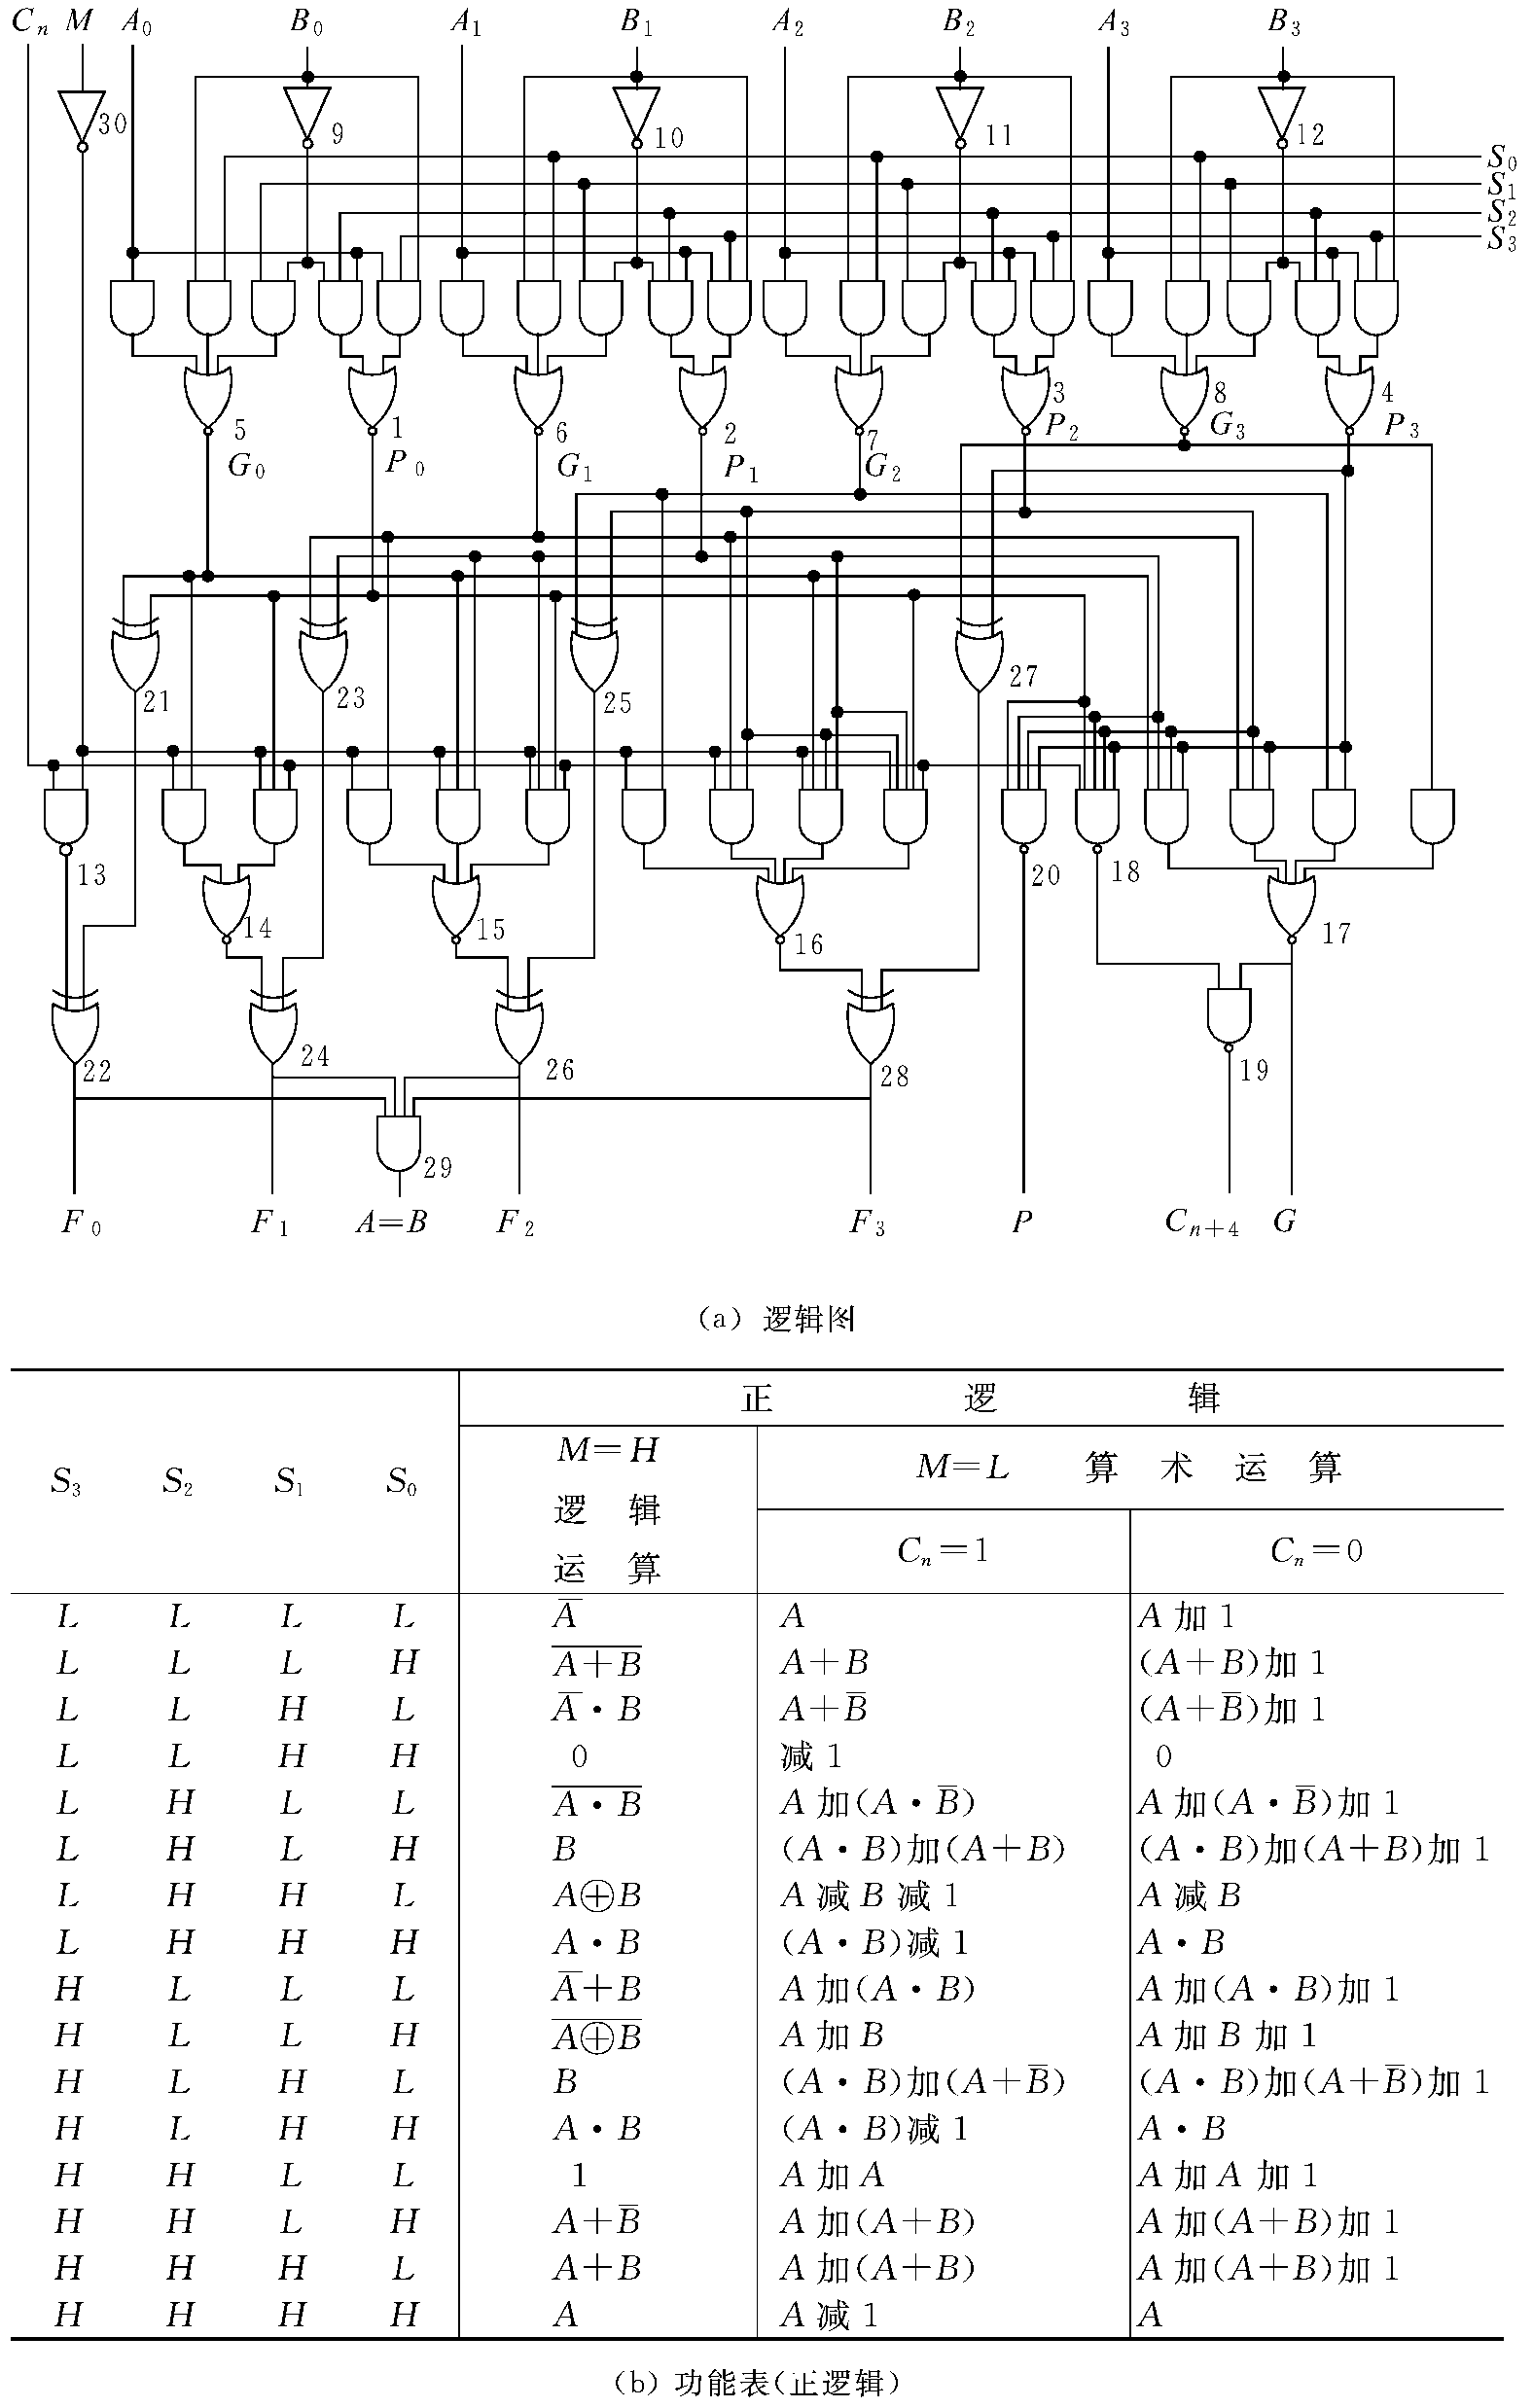 Cn M A0 B0 A1 B1 A2 B2 A3 B3
30 9 10 11 12
S0
S1
S2
S3
5 1 6 2 7 3 8 4
G0 P0 G1 P1 G2 P2 G3 P3
21 23 25 27
13 14 15 16 20 18 17
22 24 26 28 19
29
F0 F1 A=B F2 F3 P Cn+4 G
(a) 逻辑图
正 逻 辑
S3 S2 S1 S0
M=H
逻 辑
运 算
M=L 算 术 运 算
Cn=1 Cn=0
L L L L A̅ A A 加 1
L L L H \overline{A+B} A+B (A+B)加 1
L L H L A̅·B A+B̅ (A+B̅)加 1
L L H H 0 减 1 0
L H L L \overline{A·B} A 加(A·B̅) A 加(A·B̅)加 1
L H L H B (A·B)加(A+B) (A·B)加(A+B)加 1
L H H L A⊕B A 减 B 减 1 A 减 B
L H H H A·B (A·B)减 1 A·B
H L L L A̅+B A 加(A·B) A 加(A·B)加 1
H L L H \overline{A⊕B} A 加 B A 加 B 加 1
H L H L B (A·B)加(A+B̅) (A·B)加(A+B̅)加 1
H L H H A·B (A·B)减 1 A·B
H H L L 1 A 加 A A 加 A 加 1
H H L H A+B̅ A 加(A+B) A 加(A+B)加 1
H H H L A+B A 加(A+B) A 加(A+B)加 1
H H H H A A 减 1 A
(b) 功能表(正逻辑)